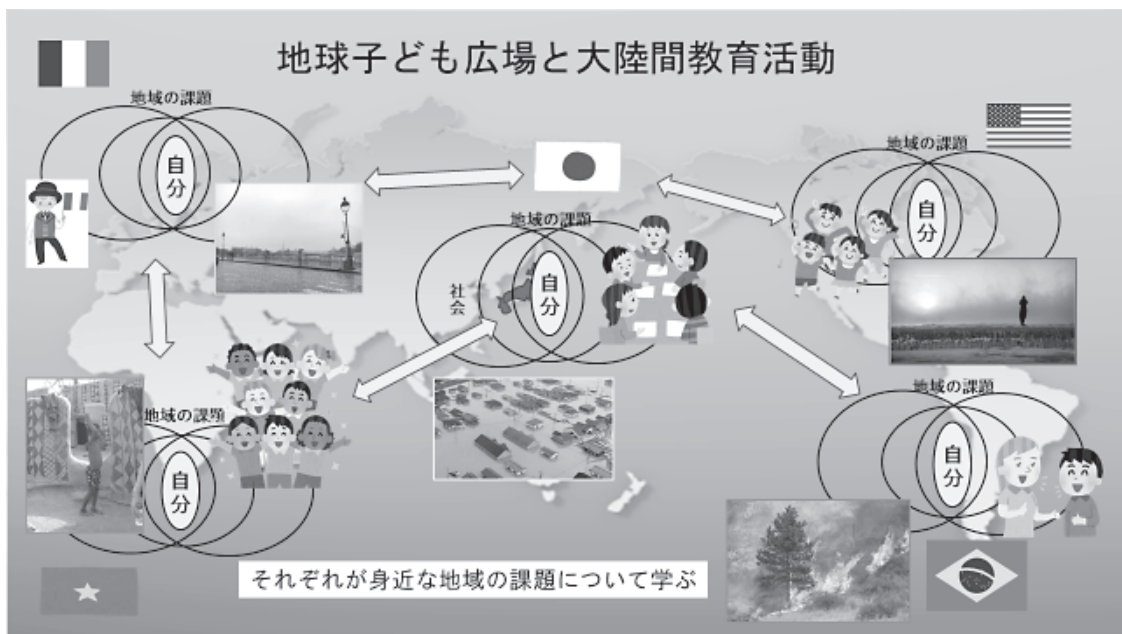 地球子ども広場と大陸間教育活動
地域の課題
自分
地域の課題
自分
地域の課題
社会
自分
地域の課題
自分
地域の課題
自分
それぞれが身近な地域の課題について学ぶ